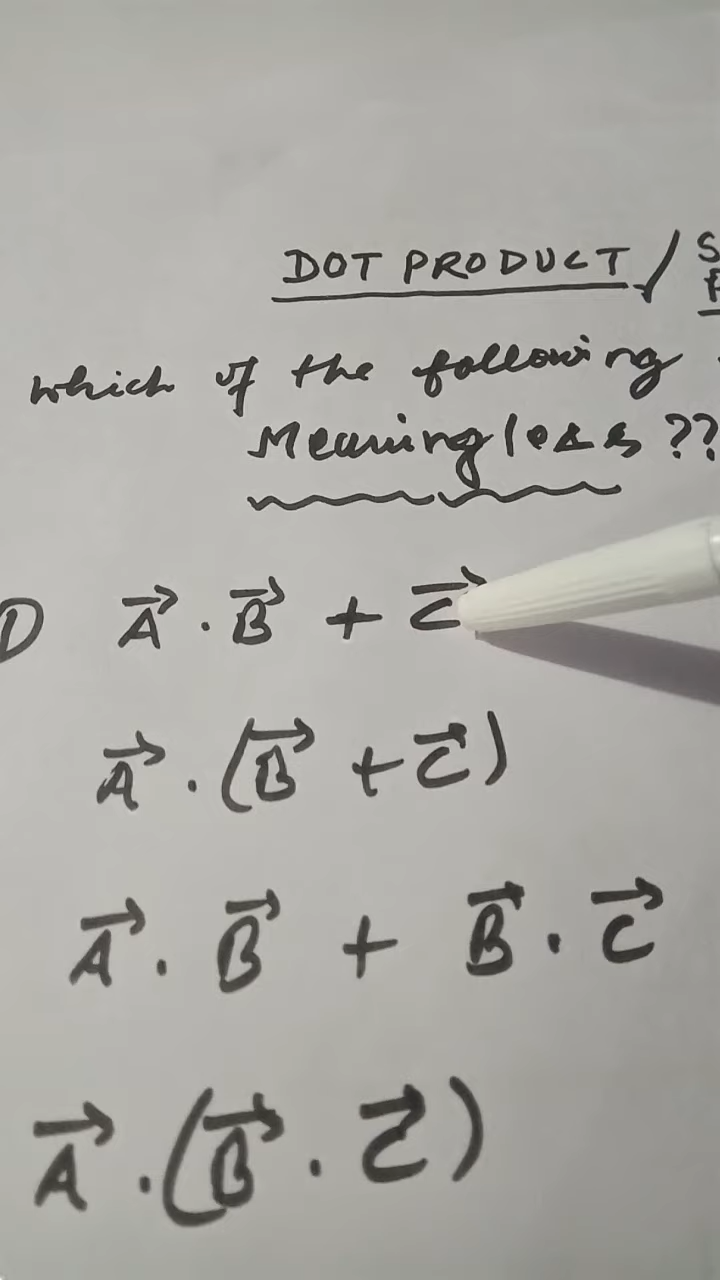 DOT PRODUCT /
which of the following
Meaningless ??
1) A⃗ . B⃗ + C⃗
A⃗ . (B⃗ + C⃗)
A⃗ . B⃗ + B⃗ . C⃗
A⃗ . (B⃗ . C⃗)